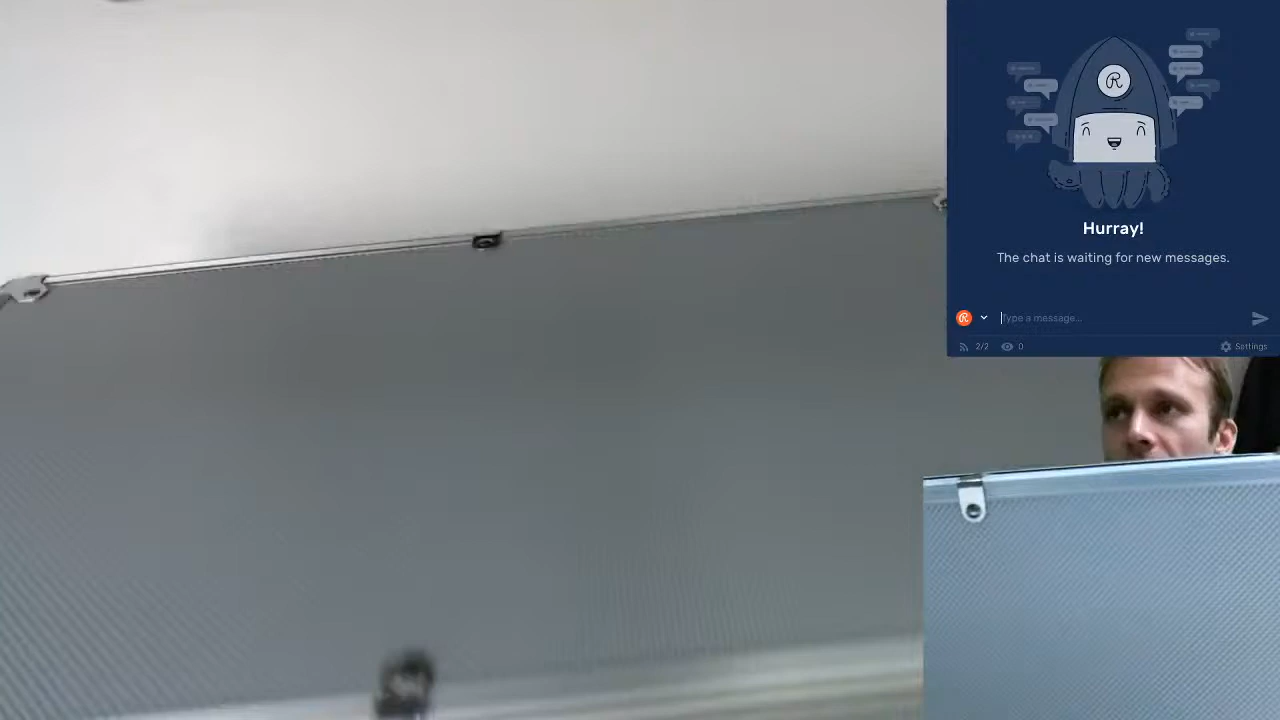 R
Hurray!
The chat is waiting for new messages.
R
Type a message...
2/2
0
Settings